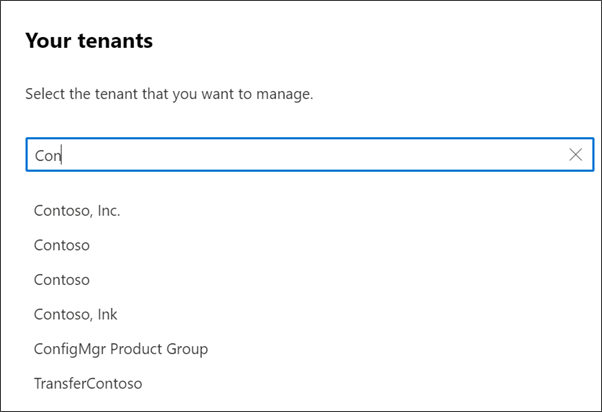 Your tenants
Select the tenant that you want to manage.
Con
Contoso, Inc.
Contoso
Contoso
Contoso, Ink
ConfigMgr Product Group
TransferContoso